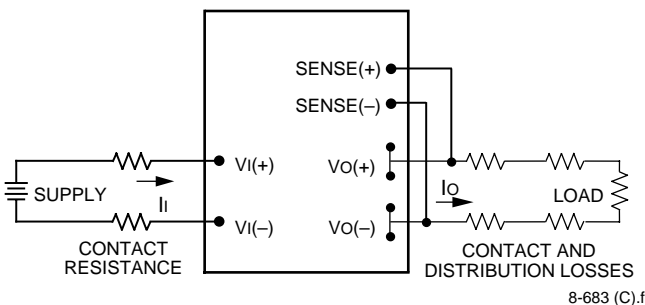 SENSE(+)
SENSE(–)
VI(+)
VO(+)
SUPPLY
II
IO
LOAD
VI(–)
VO(–)
CONTACT
RESISTANCE
CONTACT AND
DISTRIBUTION LOSSES
8-683 (C).f